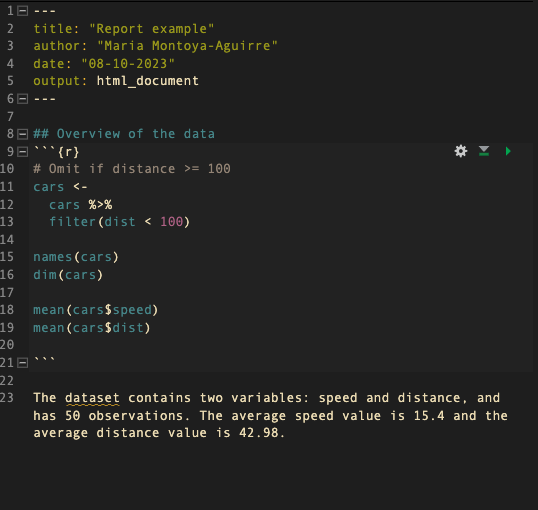 1 ---
2 title: "Report example"
3 author: "Maria Montoya-Aguirre"
4 date: "08-10-2023"
5 output: html_document
6 ---
7
8 ## Overview of the data
9 ```{r}
10 # Omit if distance >= 100
11 cars <-
12   cars %>%
13   filter(dist < 100)
14
15 names(cars)
16 dim(cars)
17
18 mean(cars$speed)
19 mean(cars$dist)
20
21 ```
22
23 The dataset contains two variables: speed and distance, and
has 50 observations. The average speed value is 15.4 and the
average distance value is 42.98.